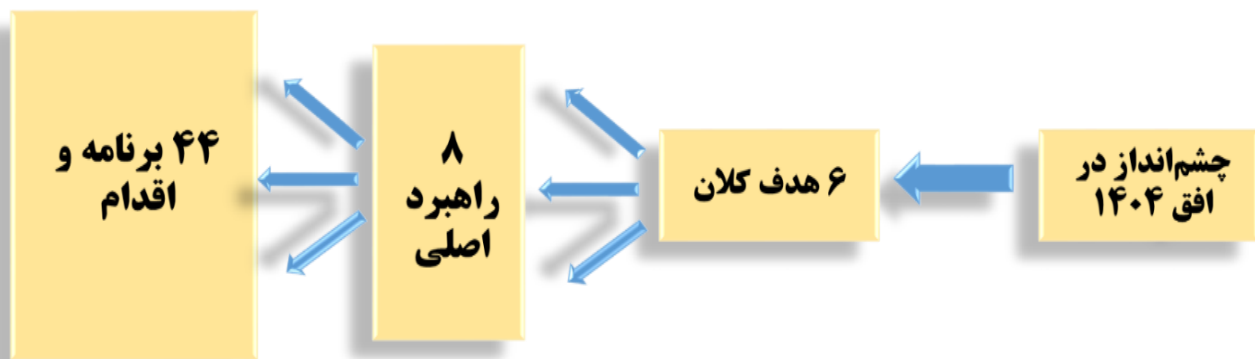 چشم‌انداز در
افق ۱۴۰۴
۶ هدف کلان
۸
راهبرد
اصلی
۴۴ برنامه و
اقدام